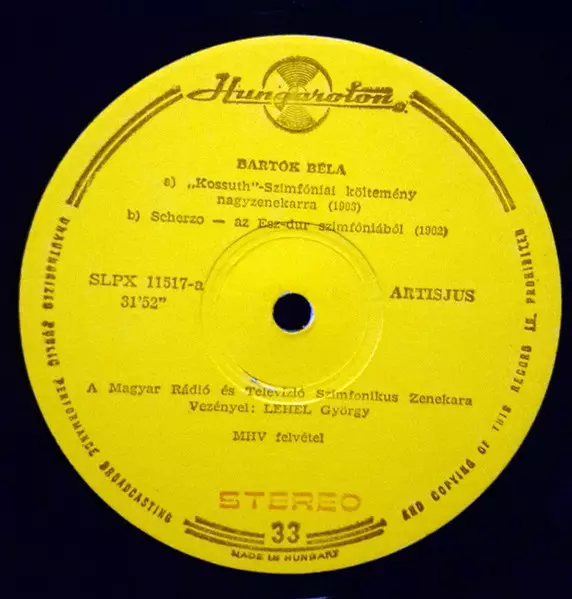 Hungaroton
BARTÓK BÉLA
a) „Kossuth”-Szimfóniai költemény
nagyzenekarra (1903)
b) Scherzo — az Esz-dur szimfóniából (1902)
SLPX 11517-a
31'52”
ARTISJUS
A Magyar Rádió és Televízió Szimfonikus Zenekara
Vezényel: LEHEL György
MHV felvétel
STEREO
33
MADE IN HUNGARY
UNAUTHORIZED PUBLIC PERFORMANCE BROADCASTING
AND COPYING OF THIS RECORD IS PROHIBITED